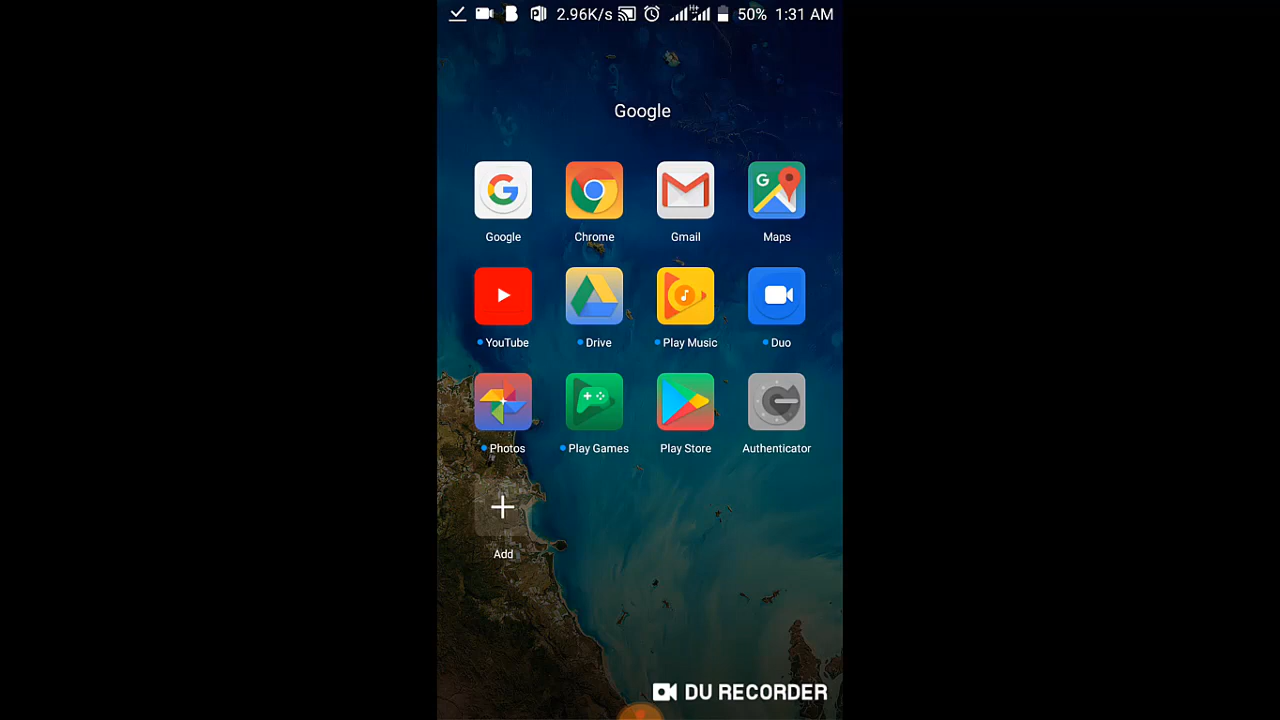 2.96K/s 50% 1:31 AM
Google
Google Chrome Gmail Maps
YouTube Drive Play Music Duo
Photos Play Games Play Store Authenticator
Add
DU RECORDER